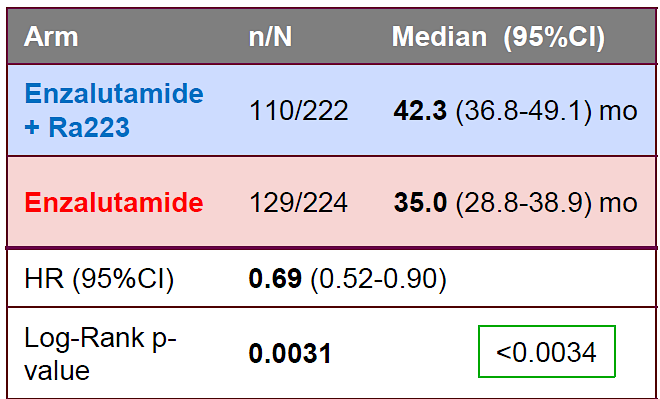 Arm n/N Median (95%CI)
Enzalutamide
+ Ra223 110/222 42.3 (36.8-49.1) mo
Enzalutamide 129/224 35.0 (28.8-38.9) mo
HR (95%CI) 0.69 (0.52-0.90)
Log-Rank p-
value 0.0031 <0.0034